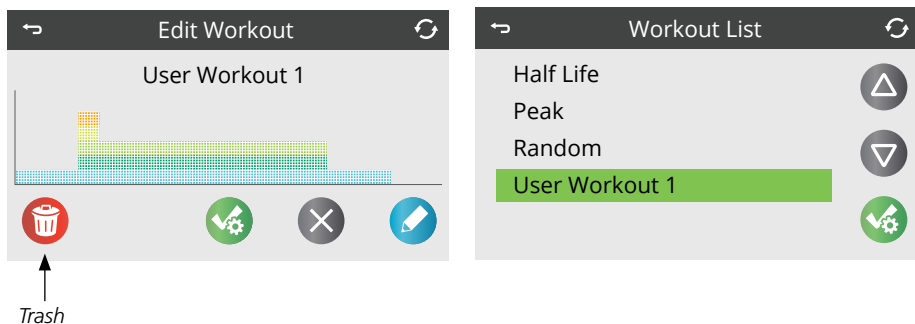 Edit Workout
User Workout 1
Trash
Workout List
Half Life
Peak
Random
User Workout 1